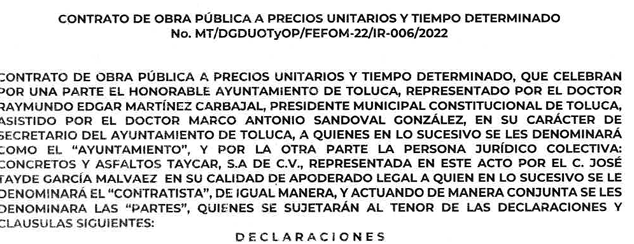 CONTRATO DE OBRA PÚBLICA A PRECIOS UNITARIOS Y TIEMPO DETERMINADO
No. MT/DGDUOTyOP/FEFOM-22/IR-006/2022
CONTRATO DE OBRA PÚBLICA A PRECIOS UNITARIOS Y TIEMPO DETERMINADO, QUE CELEBRAN
POR UNA PARTE EL HONORABLE AYUNTAMIENTO DE TOLUCA, REPRESENTADO POR EL DOCTOR
RAYMUNDO EDGAR MARTÍNEZ CARBAJAL, PRESIDENTE MUNICIPAL CONSTITUCIONAL DE TOLUCA,
ASISTIDO POR EL DOCTOR MARCO ANTONIO SANDOVAL GONZÁLEZ, EN SU CARÁCTER DE
SECRETARIO DEL AYUNTAMIENTO DE TOLUCA, A QUIENES EN LO SUCESIVO SE LES DENOMINARÁ
COMO EL “AYUNTAMIENTO”, Y POR LA OTRA PARTE LA PERSONA JURÍDICO COLECTIVA:
CONCRETOS Y ASFALTOS TAYCAR, S.A DE C.V., REPRESENTADA EN ESTE ACTO POR EL C. JOSÉ
TAYDE GARCÍA MALVAEZ EN SU CALIDAD DE APODERADO LEGAL A QUIEN EN LO SUCESIVO SE LE
DENOMINARÁ EL “CONTRATISTA”, DE IGUAL MANERA, Y ACTUANDO DE MANERA CONJUNTA SE LES
DENOMINARA LAS “PARTES”, QUIENES SE SUJETARÁN AL TENOR DE LAS DECLARACIONES Y
CLAUSULAS SIGUIENTES:
DECLARACIONES